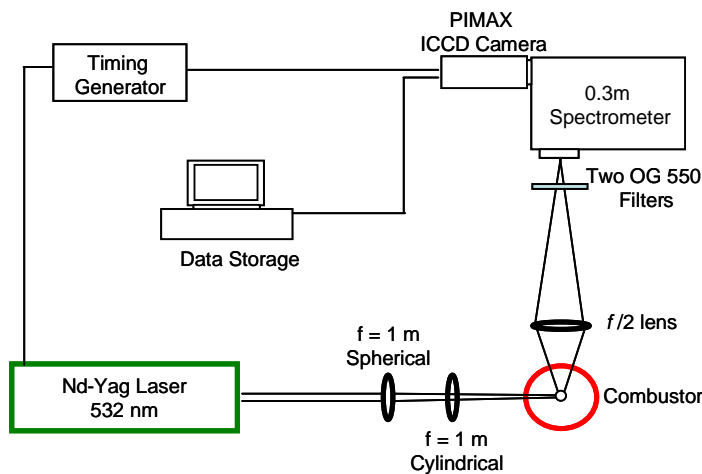 PIMAX
ICCD Camera
Timing
Generator
0.3m
Spectrometer
Two OG 550
Filters
Data Storage
f/2 lens
f = 1 m
Spherical
Nd-Yag Laser
532 nm
Combustor
f = 1 m
Cylindrical